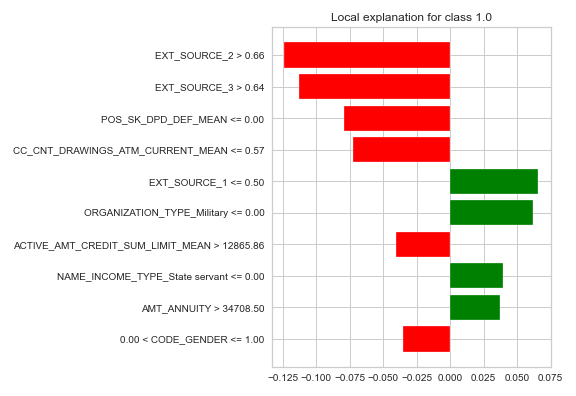 Local explanation for class 1.0
EXT_SOURCE_2 > 0.66
EXT_SOURCE_3 > 0.64
POS_SK_DPD_DEF_MEAN <= 0.00
CC_CNT_DRAWINGS_ATM_CURRENT_MEAN <= 0.57
EXT_SOURCE_1 <= 0.50
ORGANIZATION_TYPE_Military <= 0.00
ACTIVE_AMT_CREDIT_SUM_LIMIT_MEAN > 12865.86
NAME_INCOME_TYPE_State servant <= 0.00
AMT_ANNUITY > 34708.50
0.00 < CODE_GENDER <= 1.00
−0.125 −0.100 −0.075 −0.050 −0.025 0.000 0.025 0.050 0.075